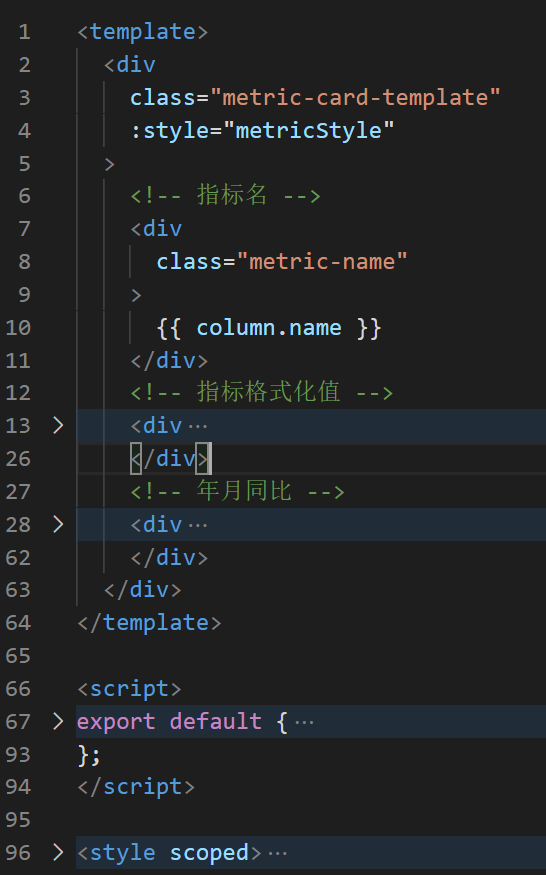 1 <template>
2 <div
3 class="metric-card-template"
4 :style="metricStyle"
5 >
6 <!-- 指标名 -->
7 <div
8 class="metric-name"
9 >
10 {{ column.name }}
11 </div>
12 <!-- 指标格式化值 -->
13 > <div…
26 </div>
27 <!-- 年月同比 -->
28 > <div…
62 </div>
63 </div>
64 </template>
65
66 <script>
67 > export default {…
93 };
94 </script>
95
96 > <style scoped>…